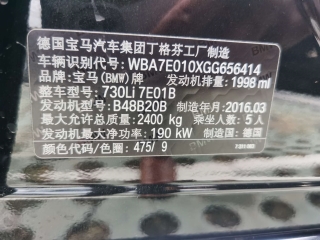 德国宝马汽车集团丁格芬工厂制造
车辆识别代号: WBA7E010XGG656414
品牌: 宝马(BMW)牌 发动机排量: 1998 ml
整车型号: 730Li 7E01B
发动机型号: B48B20B 制造年月: 2016.03
最大允许总质量: 2400 kg 乘坐人数: 5人
发动机最大净功率: 190 kW 制造国: 德国
颜色代码/色圈: 475/ 9